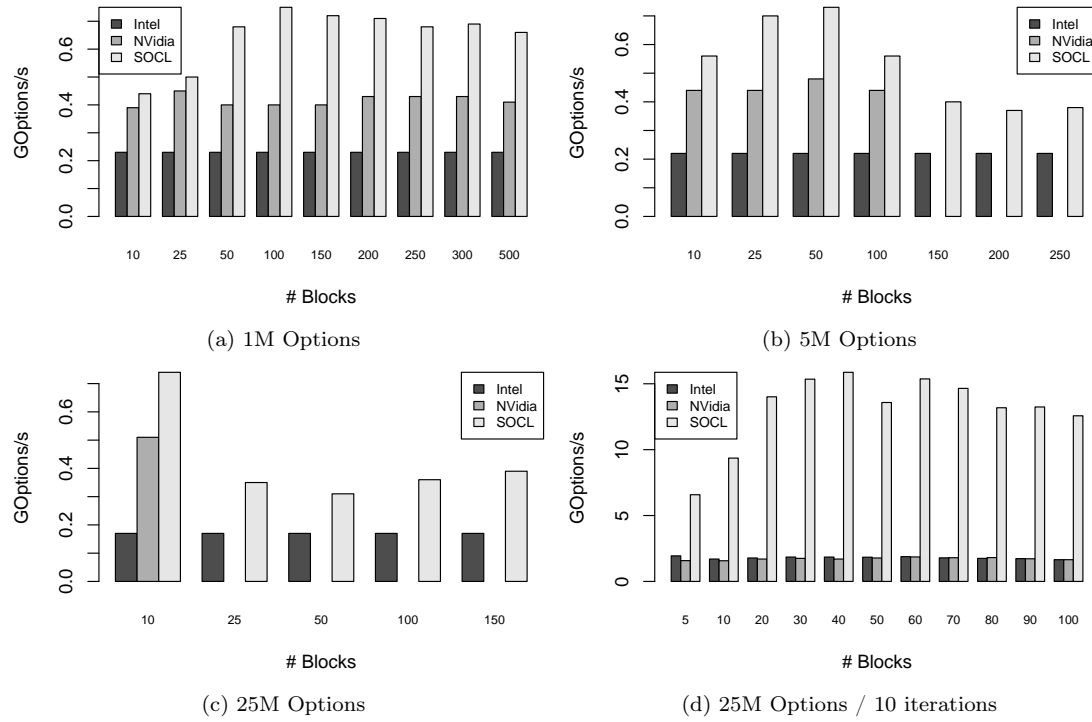 Intel
NVidia
SOCL
GOptions/s
0.0
0.2
0.4
0.6
10 25 50 100 150 200 250 300 500
# Blocks
(a) 1M Options
Intel
NVidia
SOCL
GOptions/s
0.0
0.2
0.4
0.6
10 25 50 100 150 200 250
# Blocks
(b) 5M Options
Intel
NVidia
SOCL
GOptions/s
0.0
0.2
0.4
0.6
10 25 50 100 150
# Blocks
(c) 25M Options
Intel
NVidia
SOCL
GOptions/s
0
5
10
15
5 10 20 30 40 50 60 70 80 90 100
# Blocks
(d) 25M Options / 10 iterations